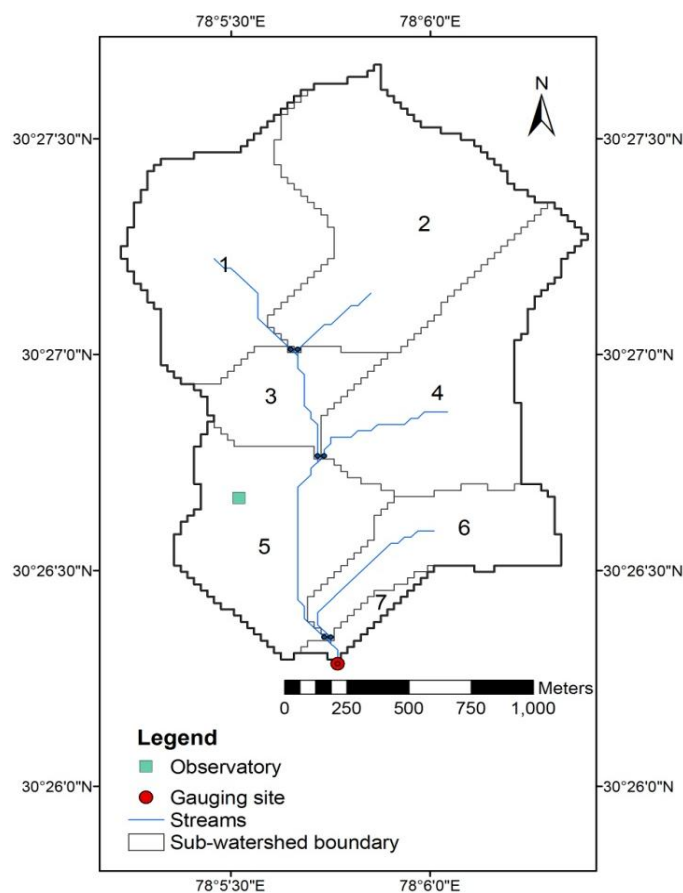 78°5'30"E 78°6'0"E
N
30°27'30"N 30°27'30"N
2
1
30°27'0"N 30°27'0"N
3
4
6
5
30°26'30"N 30°26'30"N
7
Meters
0 250 500 750 1,000
Legend
Observatory
30°26'0"N 30°26'0"N
Gauging site
Streams
Sub-watershed boundary
78°5'30"E 78°6'0"E